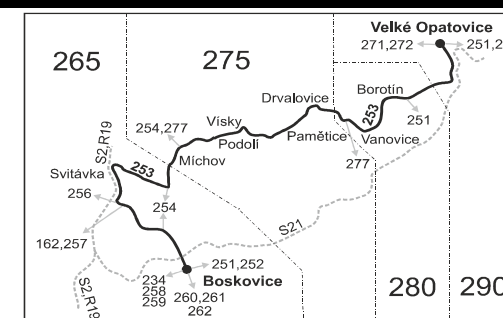 Velké Opatovice
271,272
251,2
265
275
Borotín
Drvalovice
253
251
254,277
Vísky
Podolí
Pamětice
Vanovice
S2,R19
Míchov
277
Svitávka
253
256
254
S21
162,257
251,252
234
258
259
Boskovice
260,261
262
S2,R19
280
290